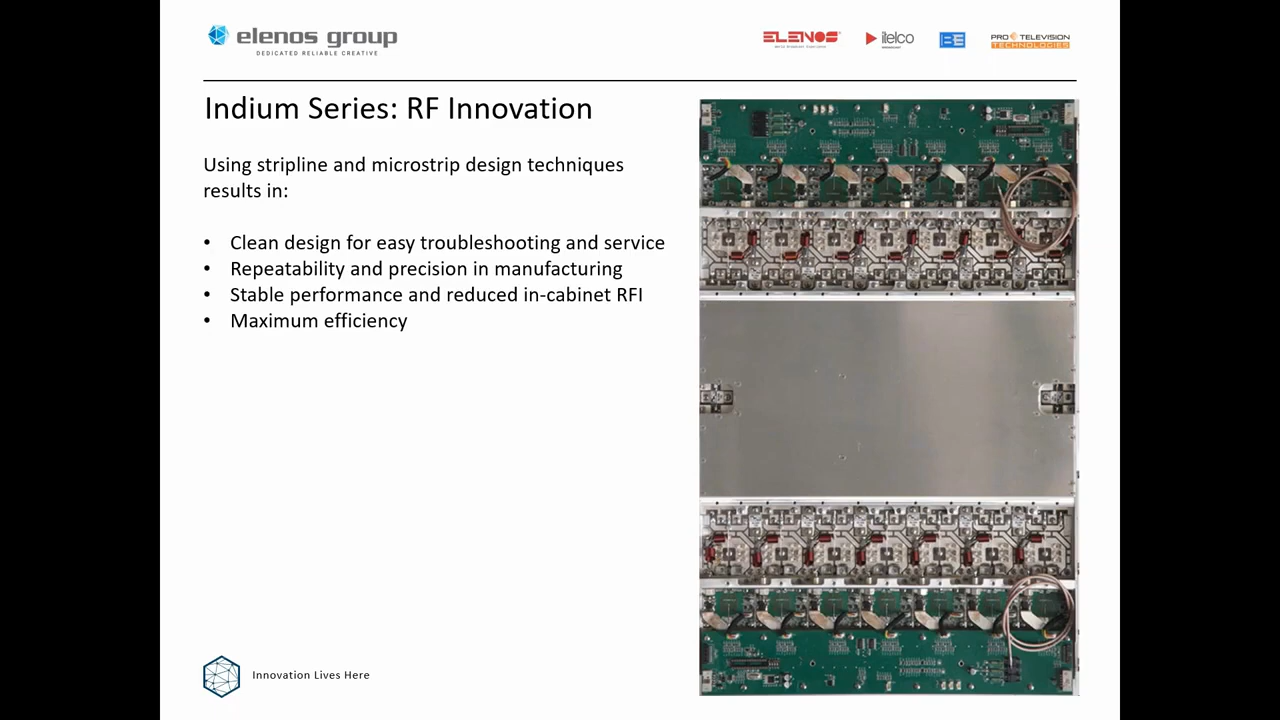 elenos group
DEDICATED RELIABLE CREATIVE
ELENOS
itelco
BE
PRO TELEVISION
TECHNOLOGIES
Indium Series: RF Innovation
Using stripline and microstrip design techniques
results in:
• Clean design for easy troubleshooting and service
• Repeatability and precision in manufacturing
• Stable performance and reduced in-cabinet RFI
• Maximum efficiency
Innovation Lives Here